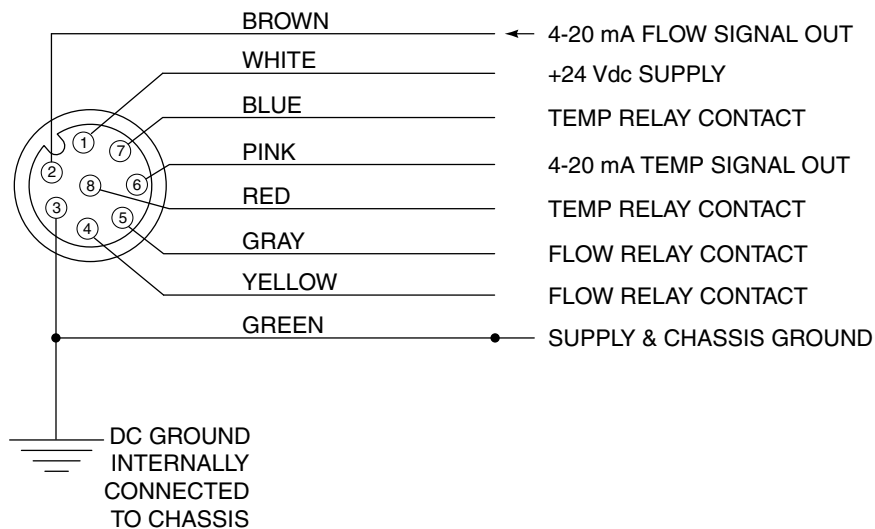 BROWN 4-20 mA FLOW SIGNAL OUT
WHITE +24 Vdc SUPPLY
BLUE TEMP RELAY CONTACT
PINK 4-20 mA TEMP SIGNAL OUT
RED TEMP RELAY CONTACT
GRAY FLOW RELAY CONTACT
YELLOW FLOW RELAY CONTACT
GREEN SUPPLY & CHASSIS GROUND
1
7
2
8
6
3
5
4
DC GROUND
INTERNALLY
CONNECTED
TO CHASSIS